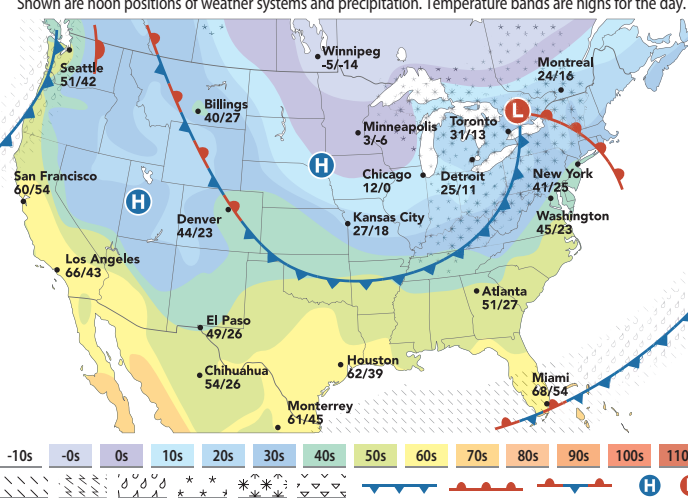 Shown are noon positions of weather systems and precipitation. Temperature bands are highs for the day.
Winnipeg
-5/-14
Seattle
51/42
Montreal
24/16
Billings
40/27
L
Minneapolis
3/-6
Toronto
31/13
H
San Francisco
60/54
Chicago
12/0
Detroit
25/11
New York
41/25
H
Denver
44/23
Kansas City
27/18
Washington
45/23
Los Angeles
66/43
Atlanta
51/27
El Paso
49/26
Chihuahua
54/26
Houston
62/39
Miami
68/54
Monterrey
61/45
-10s -0s 0s 10s 20s 30s 40s 50s 60s 70s 80s 90s 100s 110
H